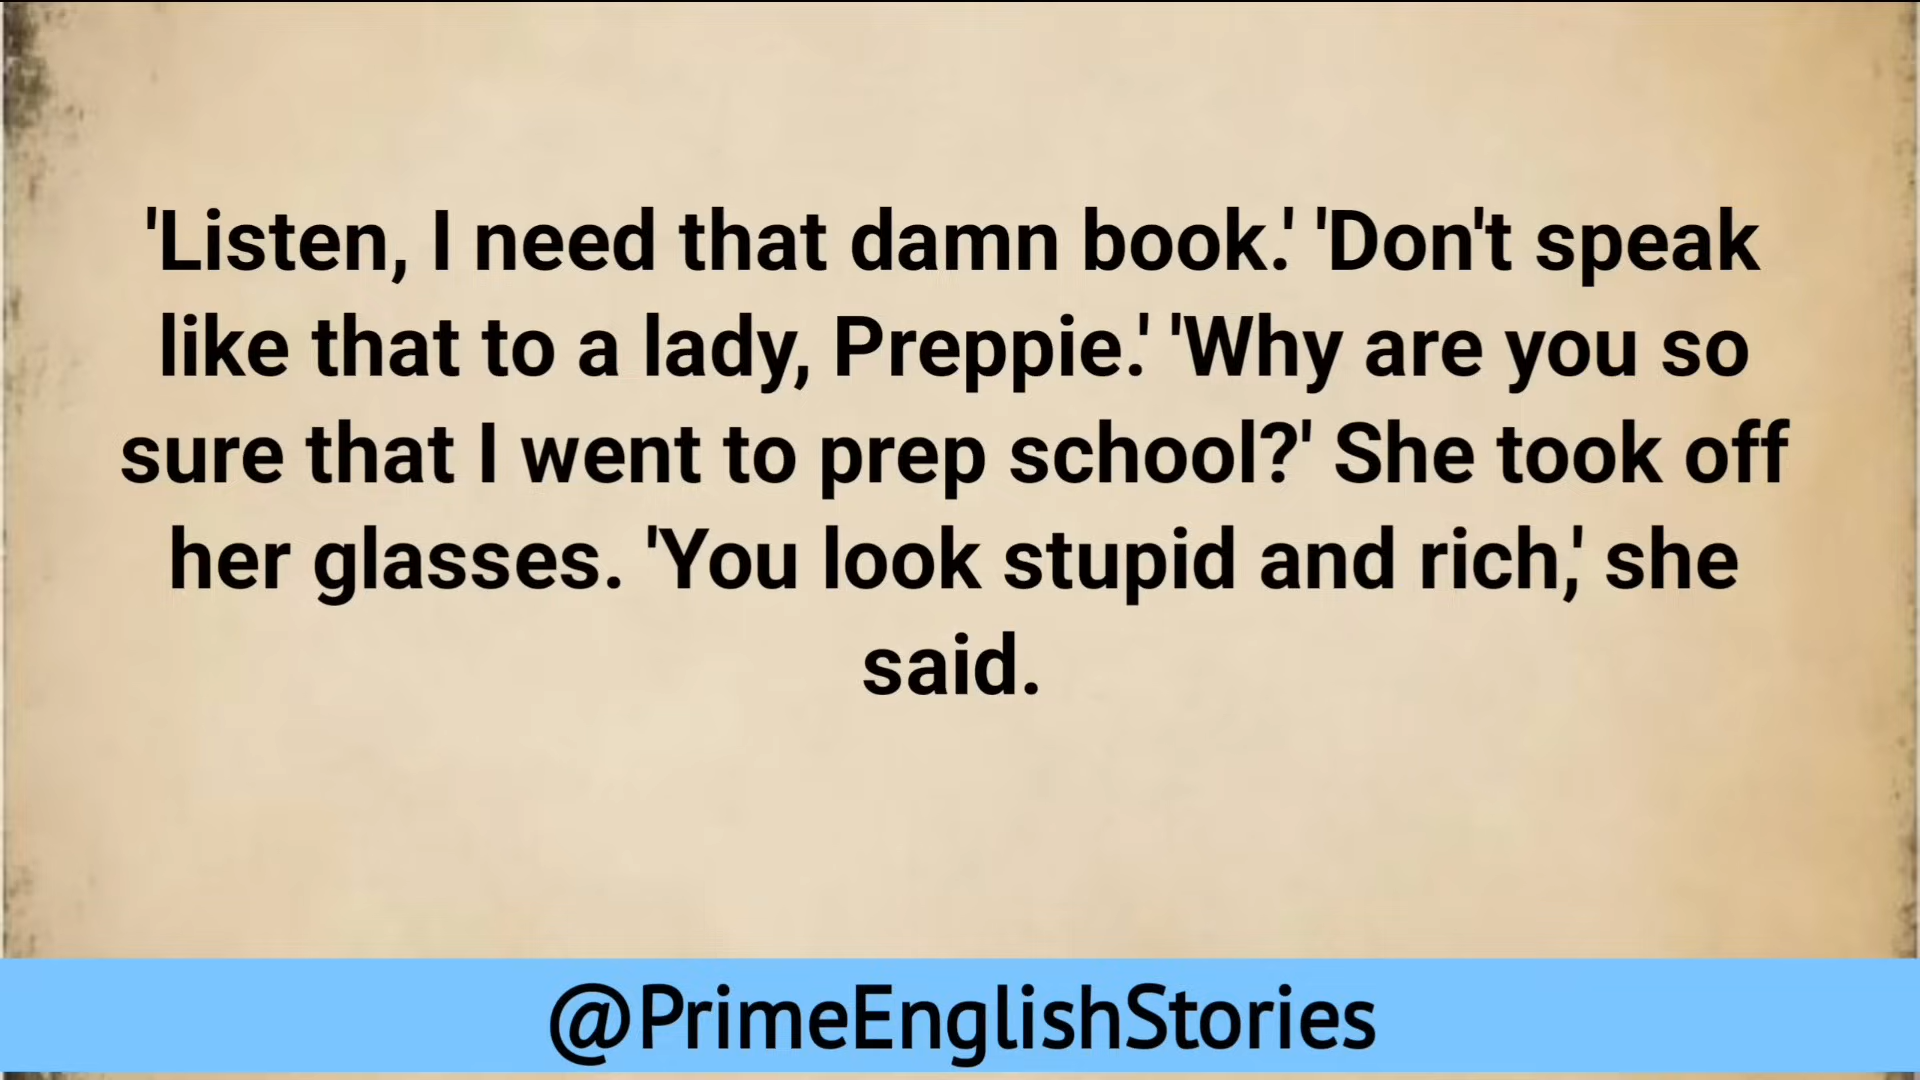 'Listen, I need that damn book.' 'Don't speak
like that to a lady, Preppie.' 'Why are you so
sure that I went to prep school?' She took off
her glasses. 'You look stupid and rich,' she
said.
@PrimeEnglishStories